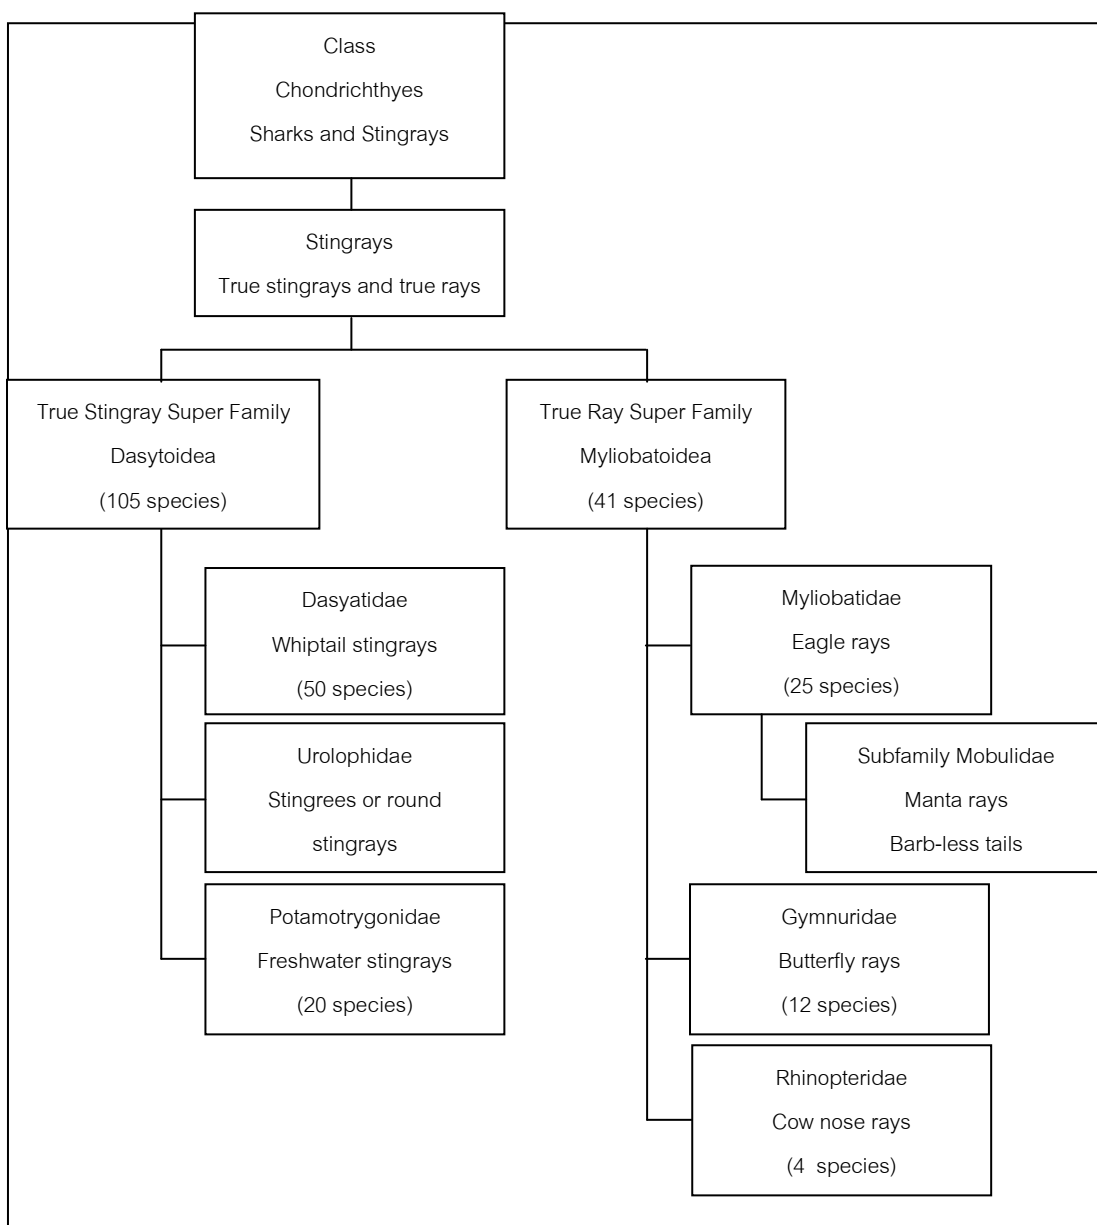 Class
Chondrichthyes
Sharks and Stingrays
Stingrays
True stingrays and true rays
True Stingray Super Family
Dasytoidea
(105 species)
True Ray Super Family
Myliobatoidea
(41 species)
Dasyatidae
Whiptail stingrays
(50 species)
Urolophidae
Stingrees or round
stingrays
Potamotrygonidae
Freshwater stingrays
(20 species)
Myliobatidae
Eagle rays
(25 species)
Subfamily Mobulidae
Manta rays
Barb-less tails
Gymnuridae
Butterfly rays
(12 species)
Rhinopteridae
Cow nose rays
(4 species)